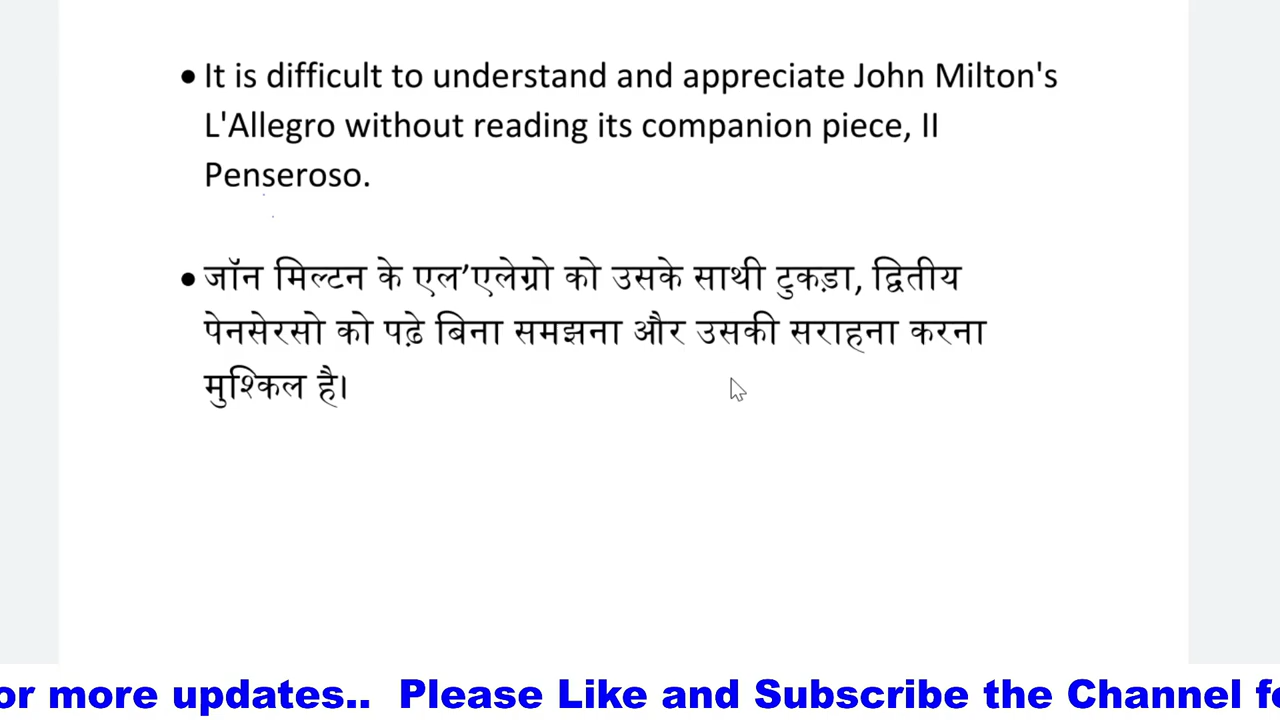 • It is difficult to understand and appreciate John Milton's
L'Allegro without reading its companion piece, II
Penseroso.
• जॉन मिल्टन के एल’एलेग्रो को उसके साथी टुकड़ा, द्वितीय
पेनसेरसो को पढ़े बिना समझना और उसकी सराहना करना
मुश्किल है।
or more updates.. Please Like and Subscribe the Channel fo